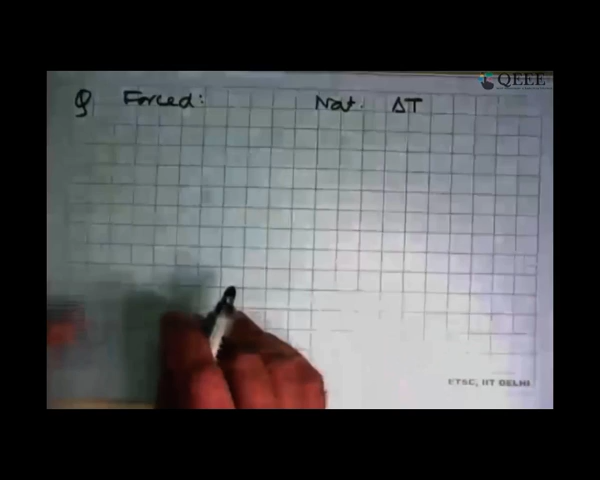 QEEE
Q Forced: Nat. ΔT
ETSC, IIT DELHI